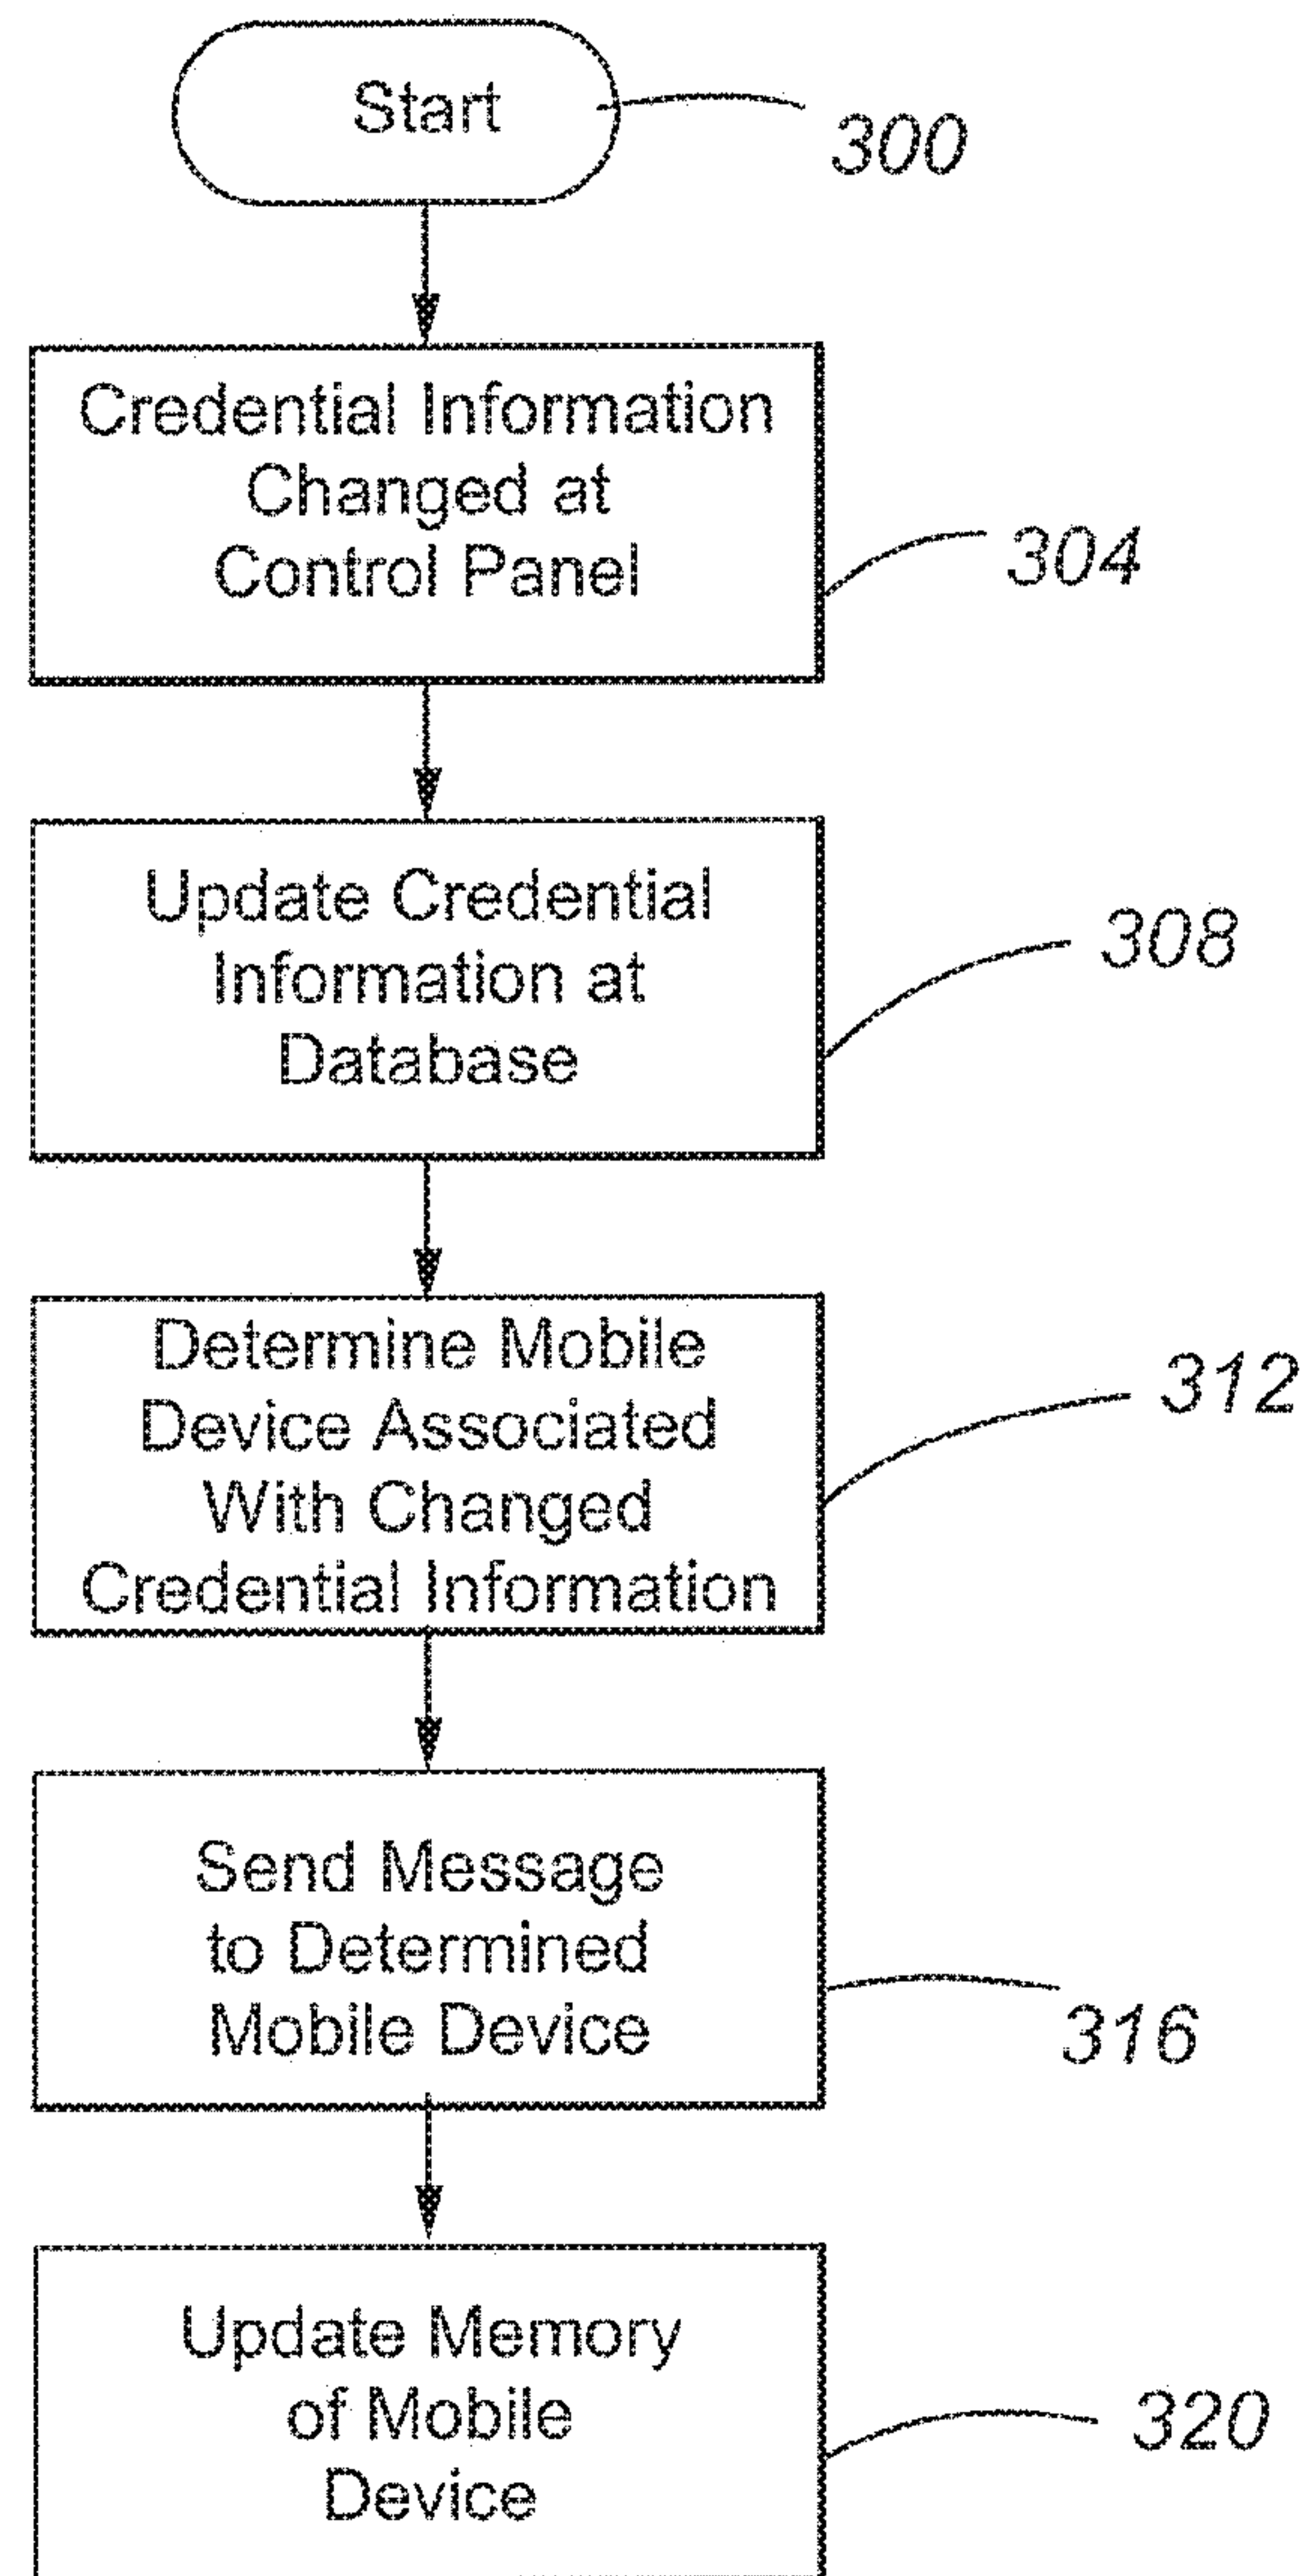 Start
300
Credential Information
Changed at
Control Panel
304
Update Credential
Information at
Database
308
Determine Mobile
Device Associated
With Changed
Credential Information
312
Send Message
to Determined
Mobile Device
316
Update Memory
of Mobile
Device
320